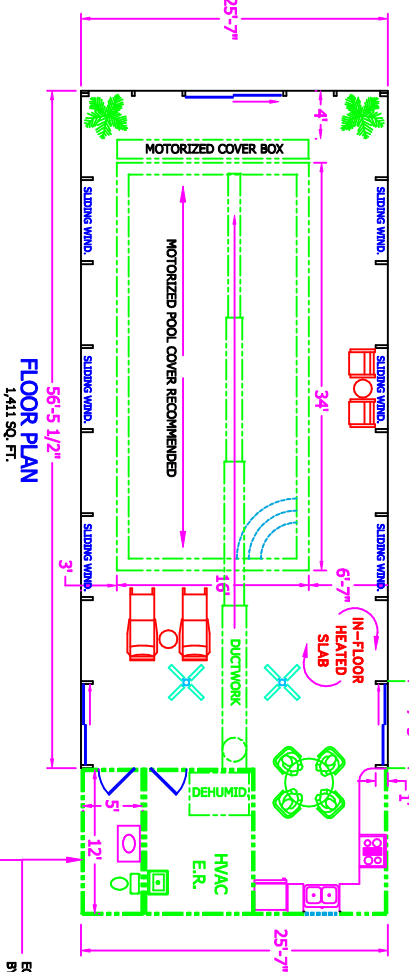 25'-7"
4'
MOTORIZED COVER BOX
SLIDING WIND.
SLIDING WIND.
MOTORIZED POOL COVER RECOMMENDED
34'
SLIDING WIND.
SLIDING WIND.
56'-5 1/2"
FLOOR PLAN
1,411 SQ. FT.
SLIDING WIND.
SLIDING WIND.
3'
16'
6'-7"
IN-FLOOR
HEATED
SLAB
DUCTWORK
DEHUMID
5'
12'
HVAC
E.R.
25'-7"